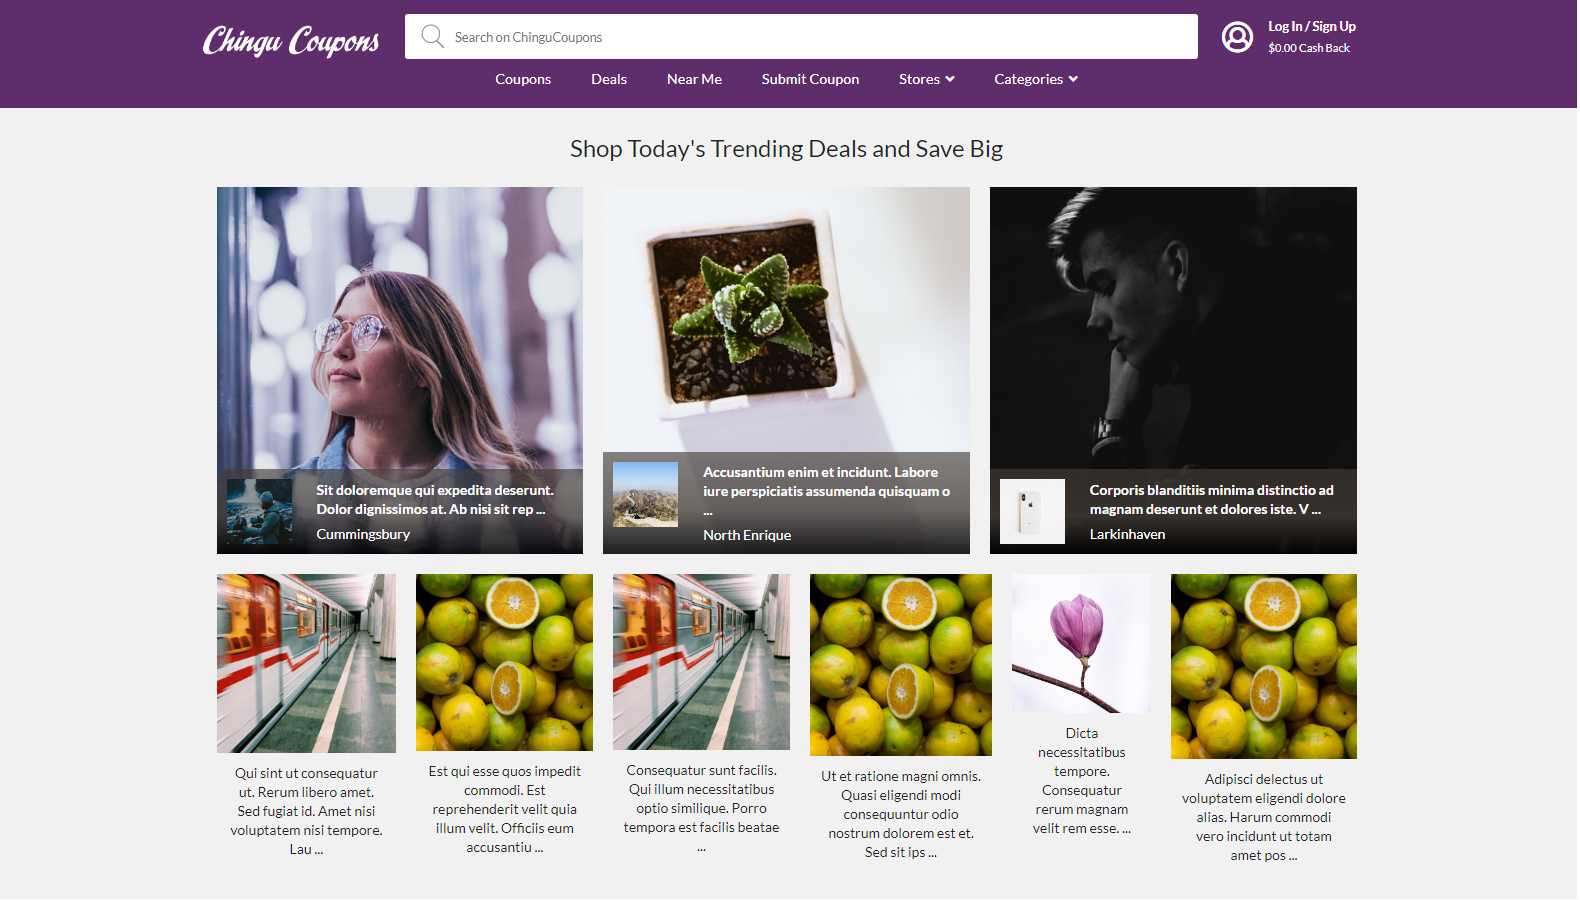 Chingu Coupons
Search on ChinguCoupons
Log In / Sign Up
$0.00 Cash Back
Coupons
Deals
Near Me
Submit Coupon
Stores
Categories
Shop Today's Trending Deals and Save Big
Sit doloremque qui expedita deserunt.
Dolor dignissimos at. Ab nisi sit rep ...
Cummingsbury
Accusantium enim et incidunt. Labore
iure perspiciatis assumenda quisquam o
...
North Enrique
Corporis blanditiis minima distinctio ad
magnam deserunt et dolores iste. V ...
Larkinhaven
Qui sint ut consequatur
ut. Rerum libero amet.
Sed fugiat id. Amet nisi
voluptatem nisi tempore.
Lau ...
Est qui esse quos impedit
commodi. Est
reprehenderit velit quia
illum velit. Officiis eum
accusantiu ...
Consequatur sunt facilis.
Qui illum necessitatibus
optio similique. Porro
tempora est facilis beatae
...
Ut et ratione magni omnis.
Quasi eligendi modi
consequuntur odio
nostrum dolorem est et.
Sed sit ips ...
Dicta
necessitatibus
tempore.
Consequatur
rerum magnam
velit rem esse. ...
Adipisci delectus ut
voluptatem eligendi dolore
alias. Harum commodi
vero incidunt ut totam
amet pos ...